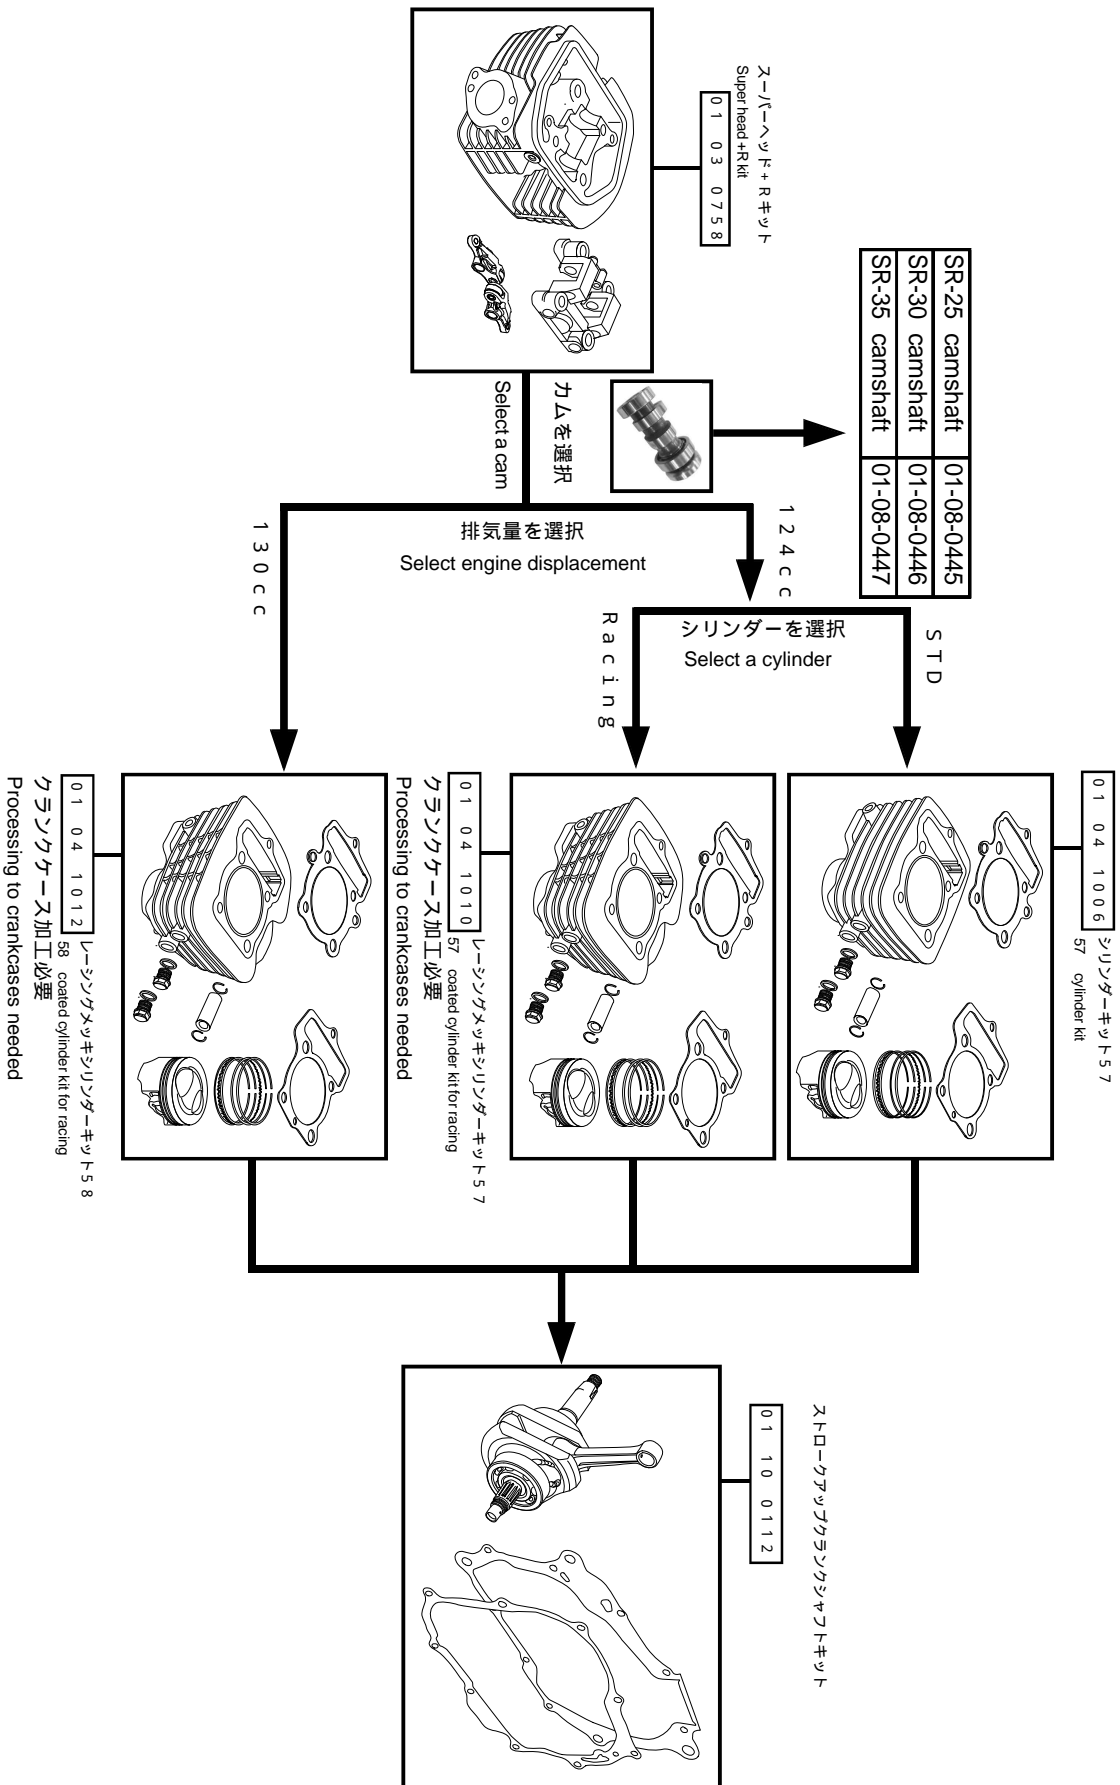 スーパーヘッド+Rキット
Super head+R kit
01 03 0758
SR-25 camshaft 01-08-0445
SR-30 camshaft 01-08-0446
SR-35 camshaft 01-08-0447
カムを選択
Select a cam
排気量を選択
Select engine displacement
124cc
130cc
シリンダーを選択
Select a cylinder
STD
Racing
01 04 1006
シリンダーキット57
57 cylinder kit
01 04 1010
レーシングメッキシリンダーキット57
57 coated cylinder kit for racing
クランクケース加工必要
Processing to crankcases needed
01 04 1012
レーシングメッキシリンダーキット58
58 coated cylinder kit for racing
クランクケース加工必要
Processing to crankcases needed
ストロークアップクランクシャフトキット
01 10 0112